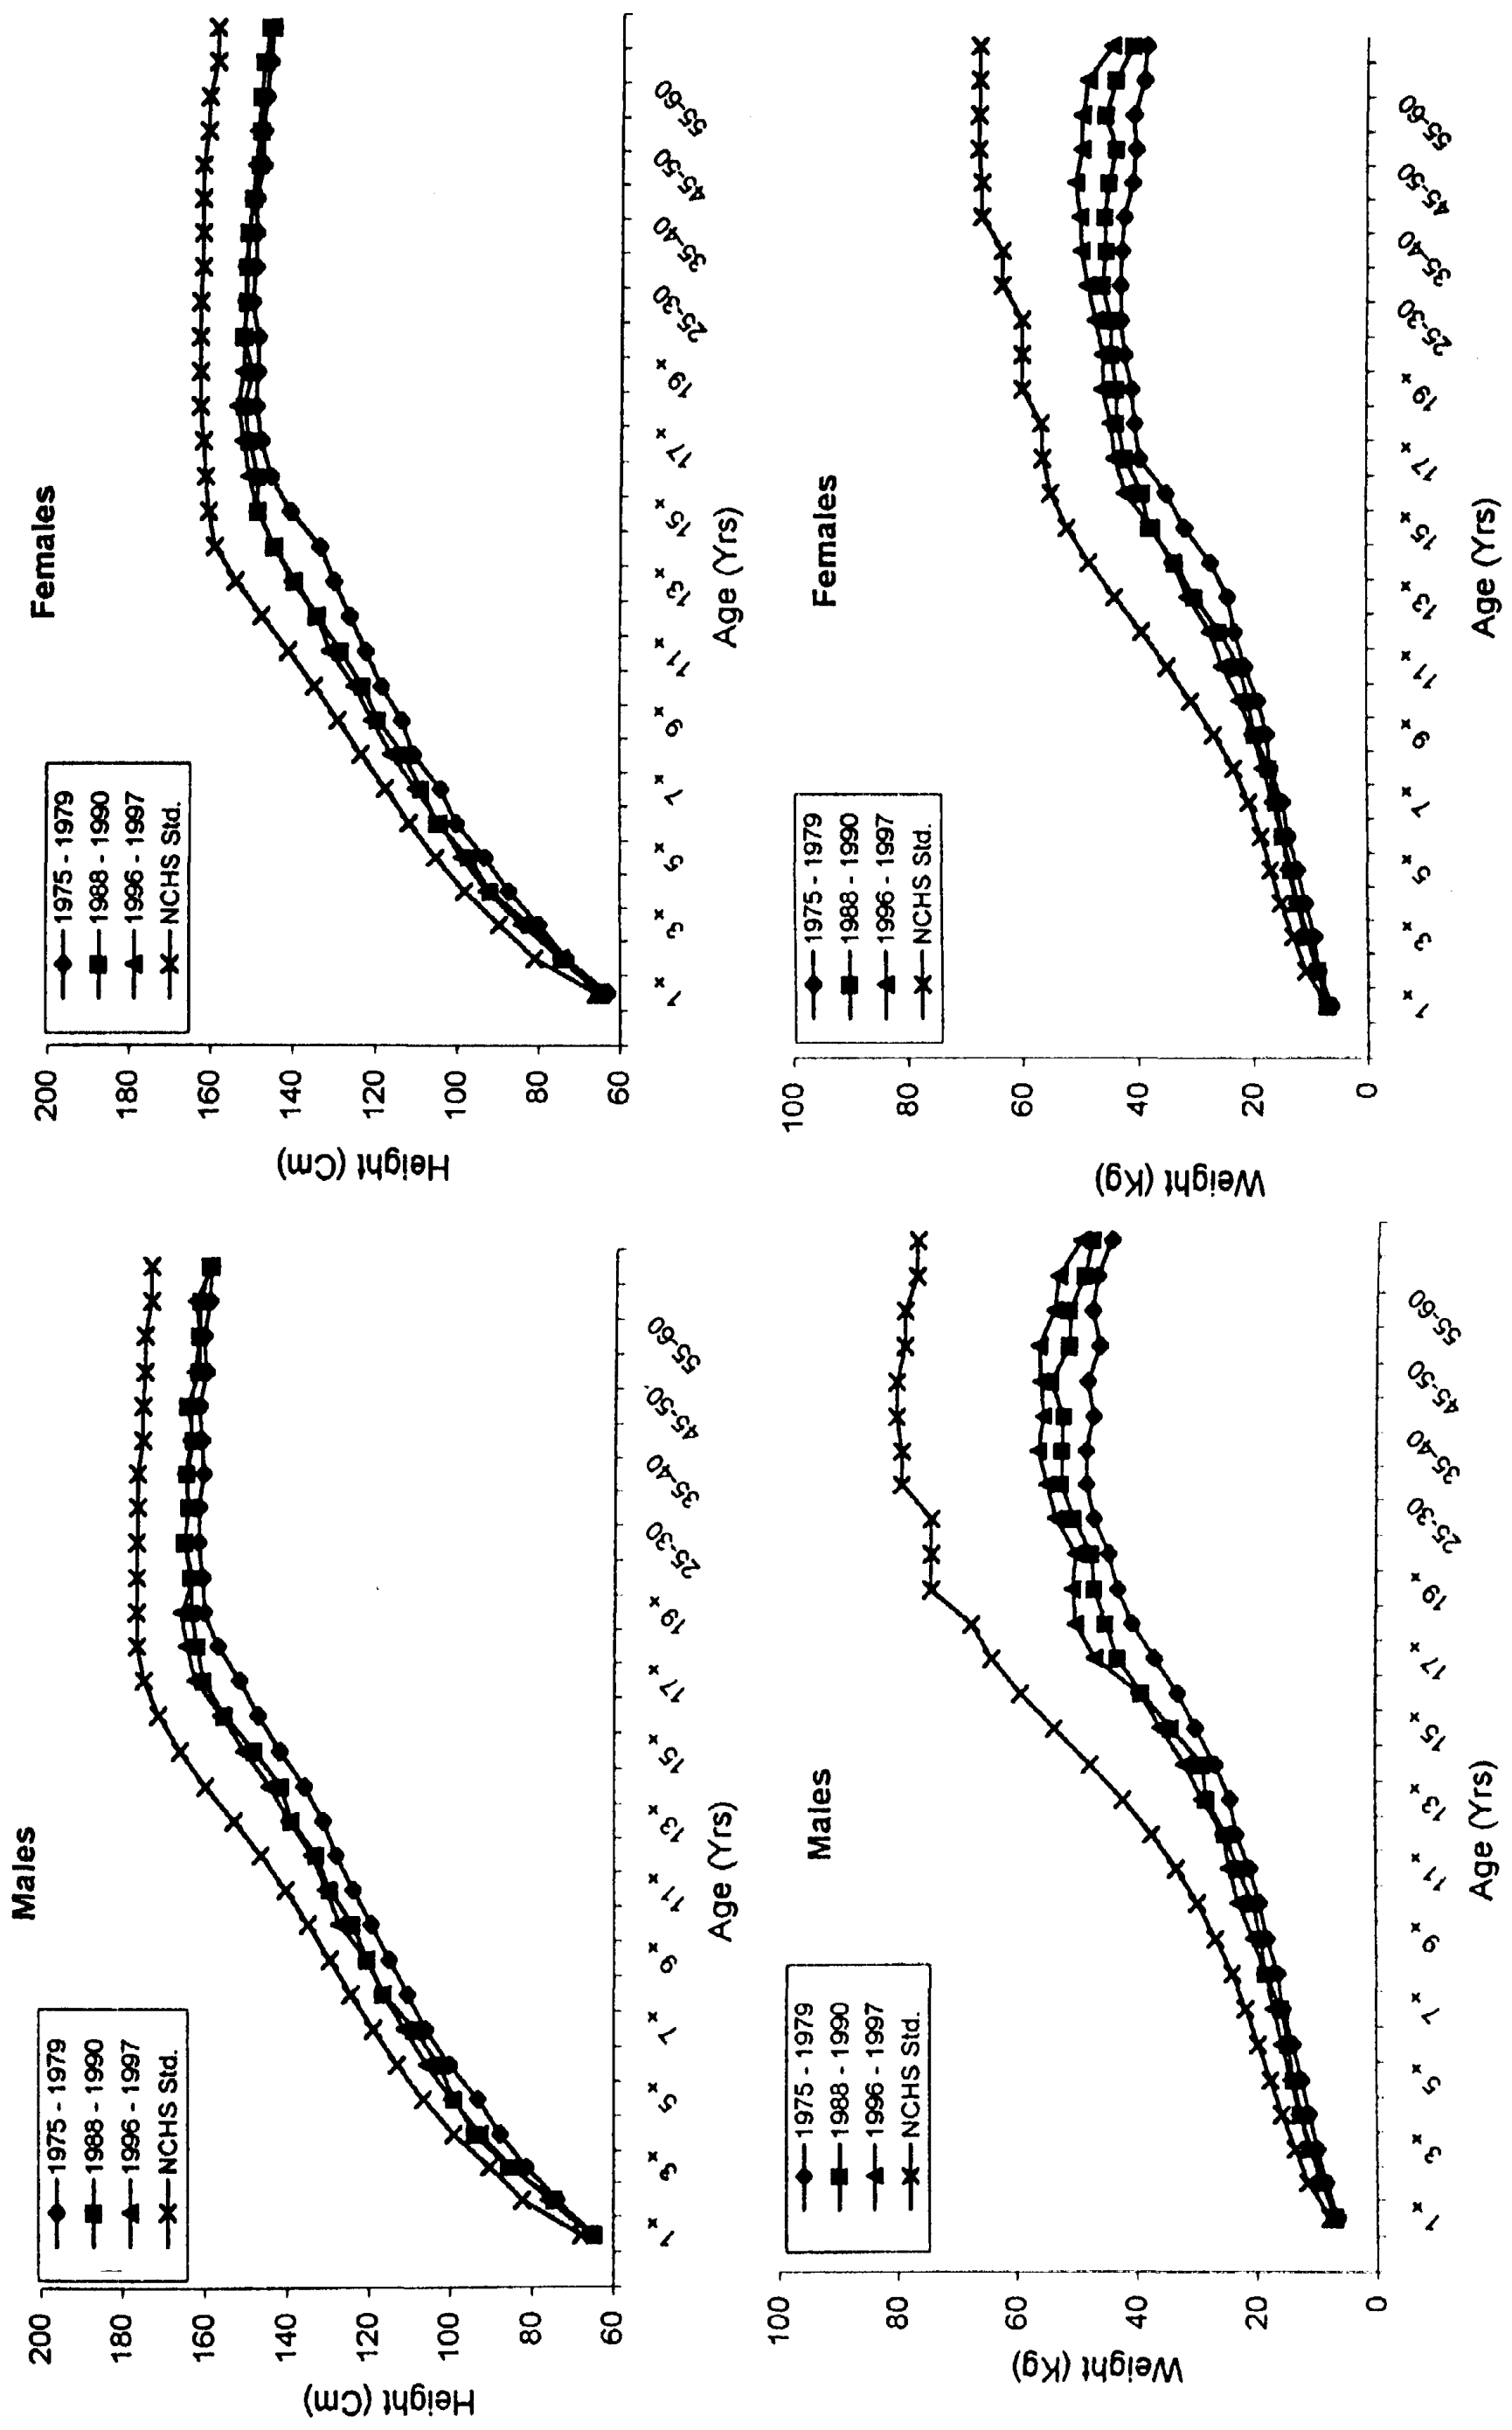 Males
Height (Cm)
200
180
160
140
120
100
80
60
1975 - 1979
1988 - 1990
1996 - 1997
NCHS Std.
1+ 3+ 5+ 7+ 9+ 11+ 13+ 15+ 17+ 19+ 25-30 35-40 45-50 55-60
Age (Yrs)
Females
Height (Cm)
200
180
160
140
120
100
80
60
1975 - 1979
1988 - 1990
1996 - 1997
NCHS Std.
1+ 3+ 5+ 7+ 9+ 11+ 13+ 15+ 17+ 19+ 25-30 35-40 45-50 55-60
Age (Yrs)
Males
Weight (Kg)
100
80
60
40
20
0
1975 - 1979
1988 - 1990
1996 - 1997
NCHS Std.
1+ 3+ 5+ 7+ 9+ 11+ 13+ 15+ 17+ 19+ 25-30 35-40 45-50 55-60
Age (Yrs)
Females
Weight (Kg)
100
80
60
40
20
0
1975 - 1979
1988 - 1990
1996 - 1997
NCHS Std.
1+ 3+ 5+ 7+ 9+ 11+ 13+ 15+ 17+ 19+ 25-30 35-40 45-50 55-60
Age (Yrs)